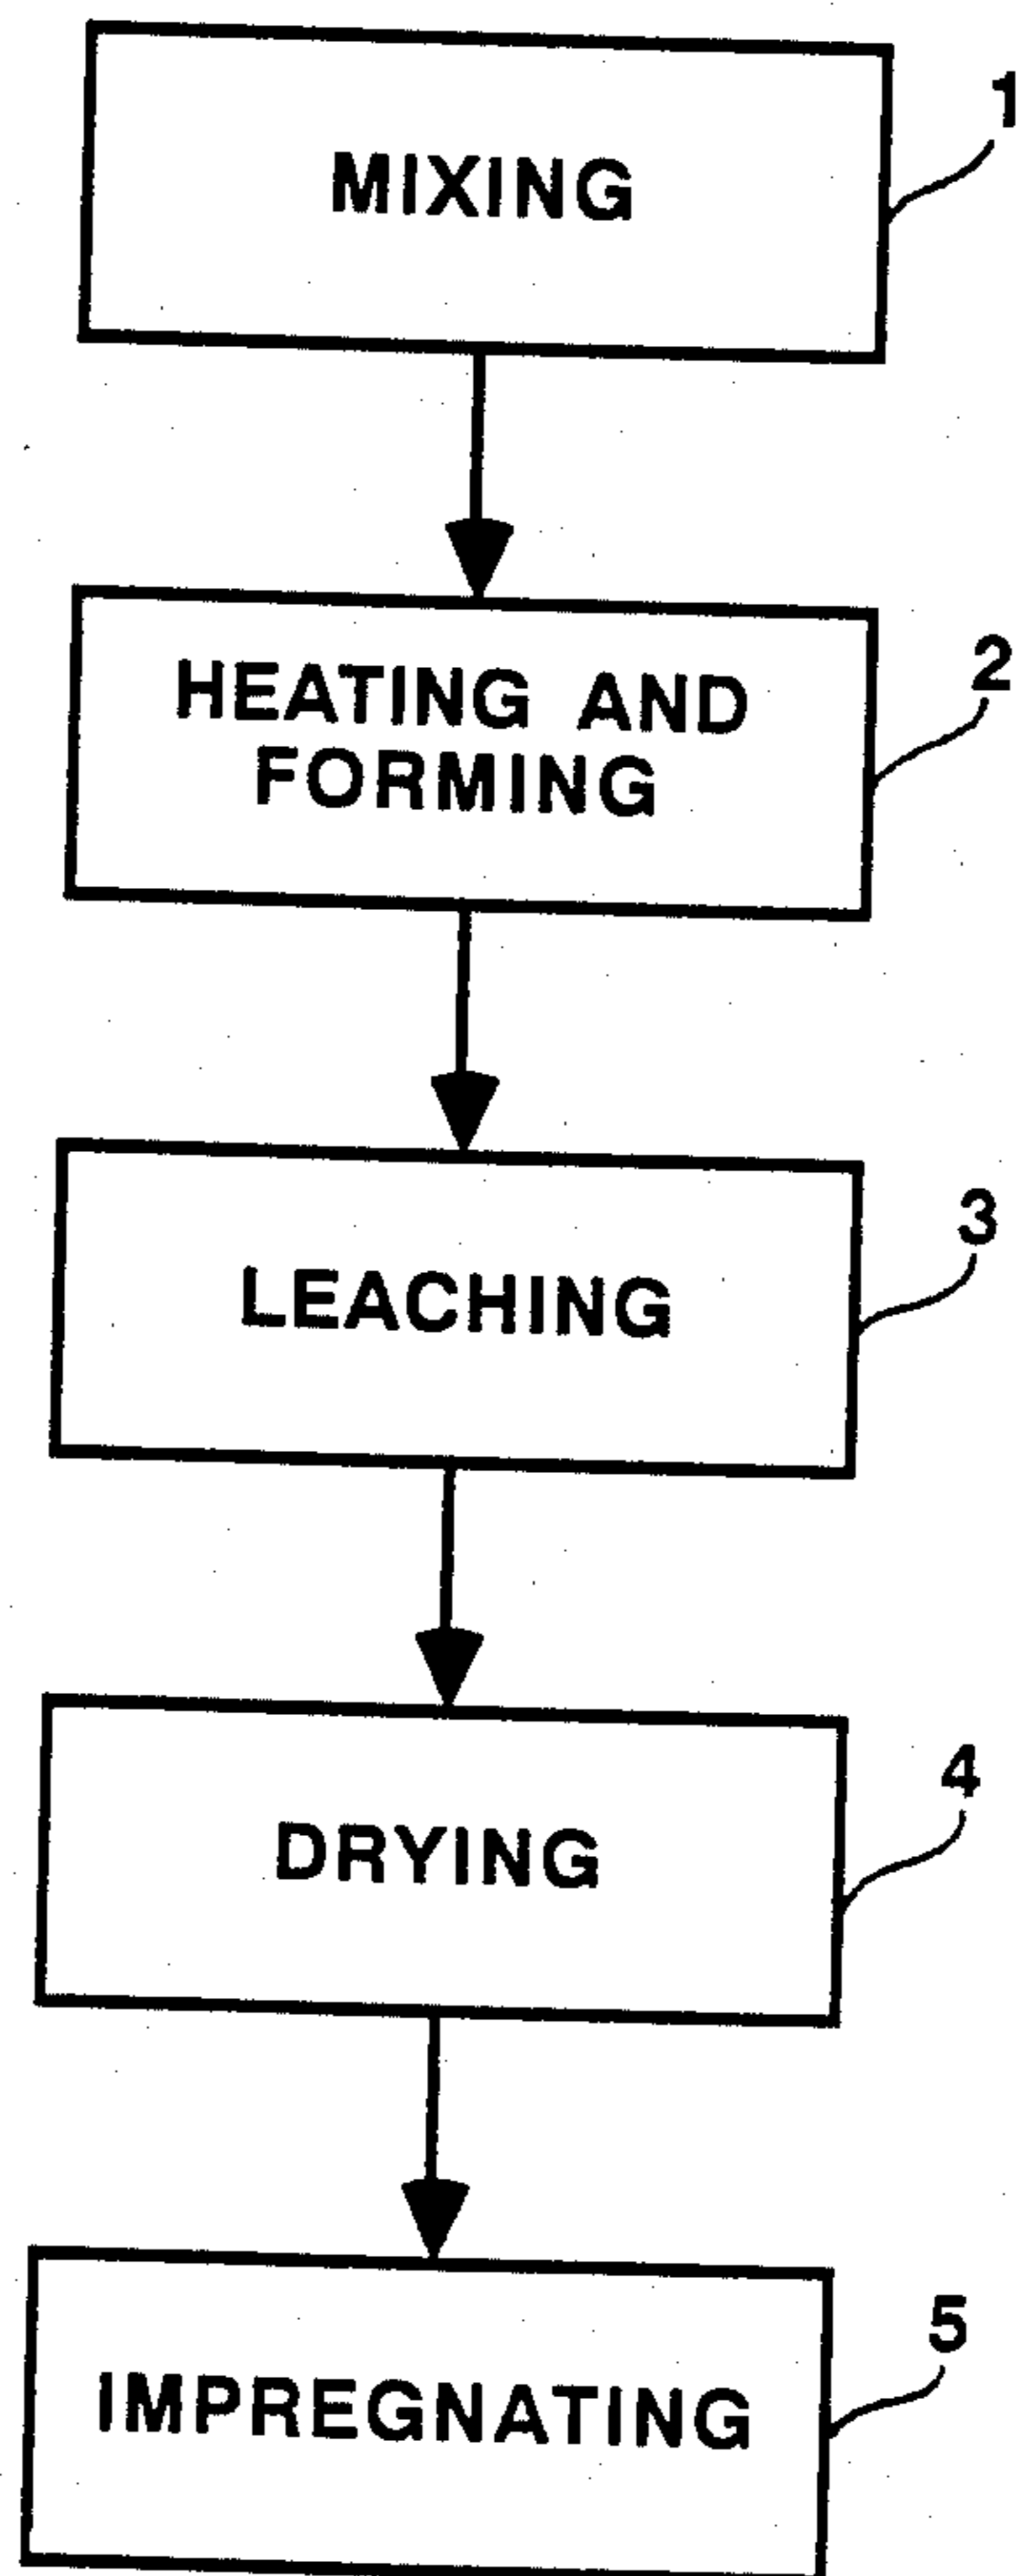 MIXING
1
HEATING AND
FORMING
2
LEACHING
3
DRYING
4
IMPREGNATING
5